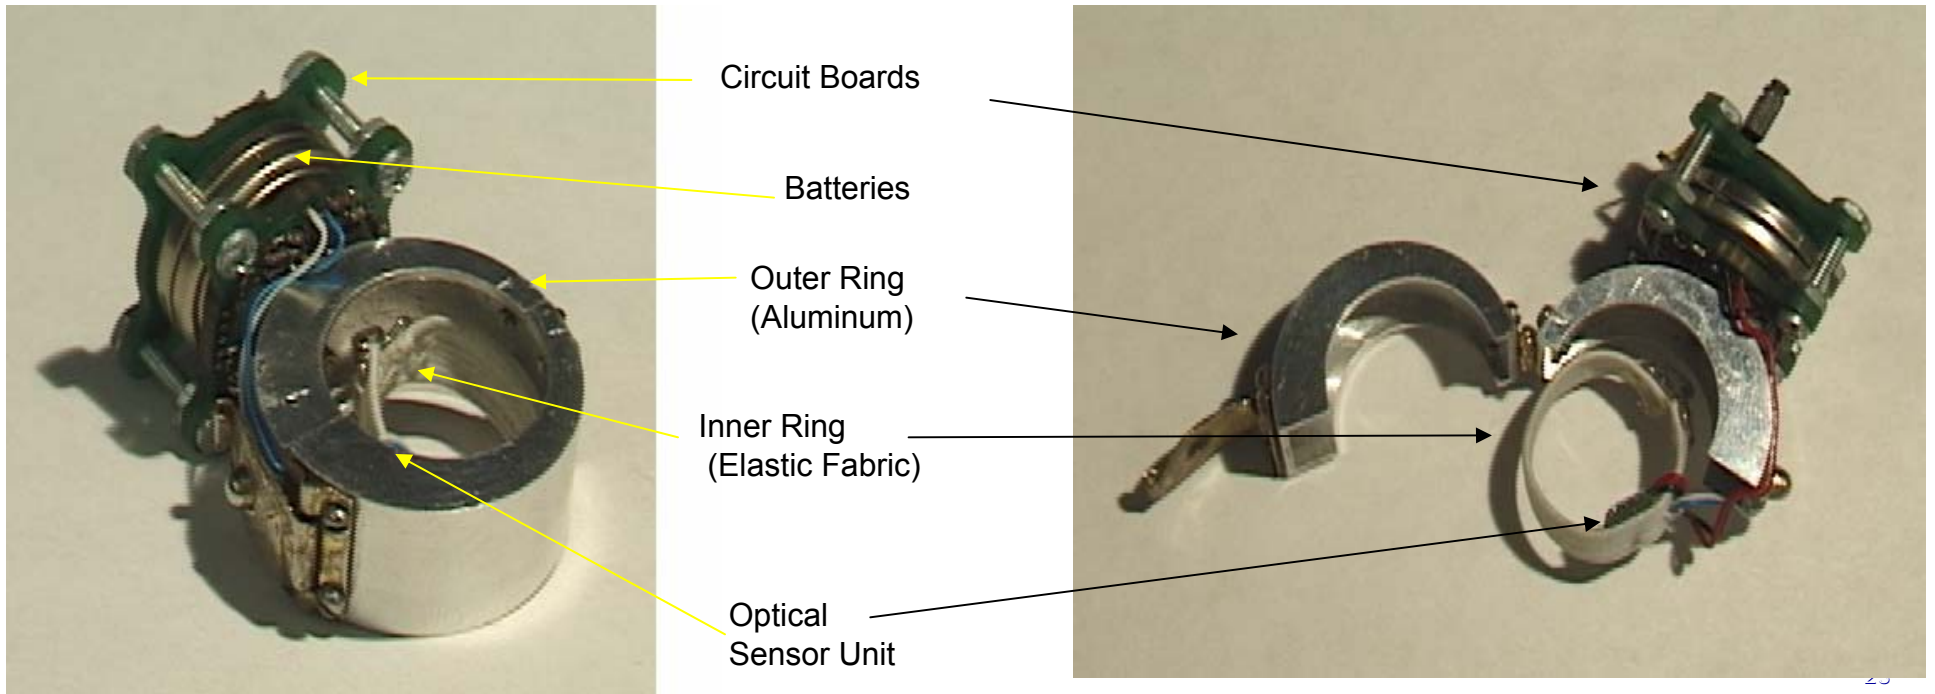 Circuit Boards
Batteries
Outer Ring
(Aluminum)
Inner Ring
(Elastic Fabric)
Optical
Sensor Unit